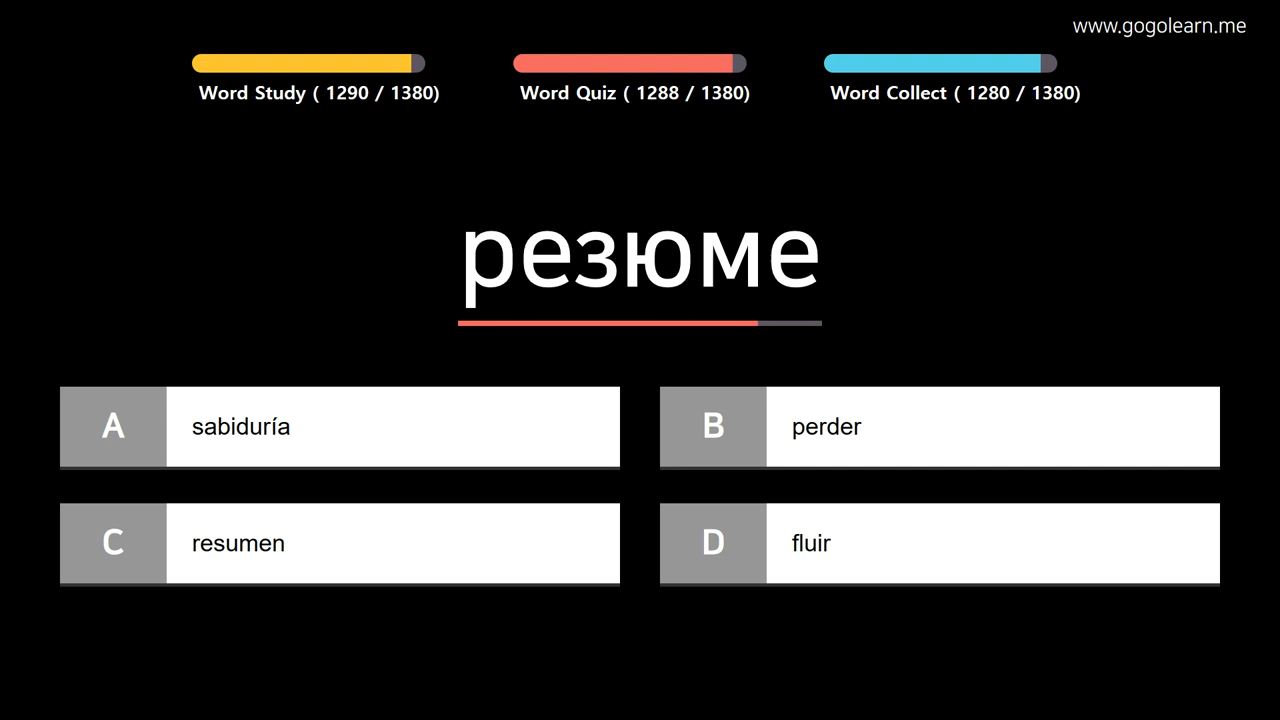 www.gogolearn.me
Word Study ( 1290 / 1380)
Word Quiz ( 1288 / 1380)
Word Collect ( 1280 / 1380)
резюме
A sabiduría
B perder
C resumen
D fluir